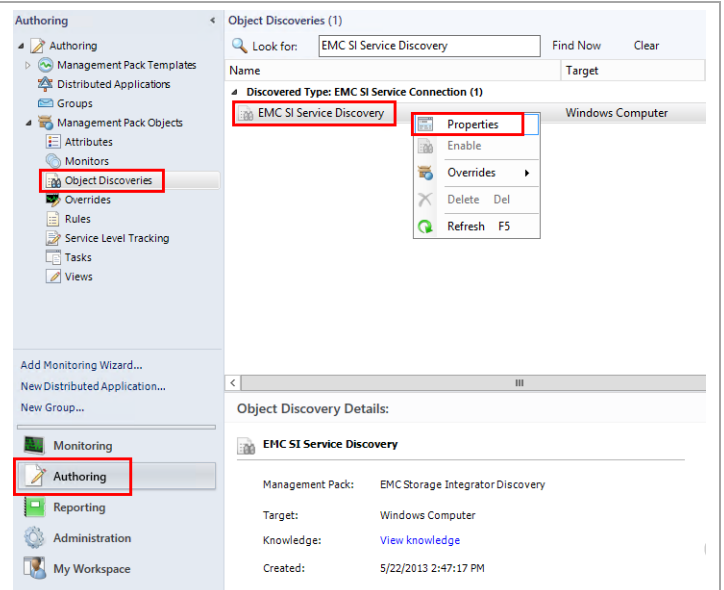 Authoring
Authoring
Management Pack Templates
Distributed Applications
Groups
Management Pack Objects
Attributes
Monitors
Object Discoveries
Overrides
Rules
Service Level Tracking
Tasks
Views
Add Monitoring Wizard...
New Distributed Application...
New Group...
Monitoring
Authoring
Reporting
Administration
My Workspace
Object Discoveries (1)
Look for: EMC SI Service Discovery Find Now Clear
Name Target
Discovered Type: EMC SI Service Connection (1)
EMC SI Service Discovery Windows Computer
Properties
Enable
Overrides
Delete Del
Refresh F5
Object Discovery Details:
EMC SI Service Discovery
Management Pack: EMC Storage Integrator Discovery
Target: Windows Computer
Knowledge: View knowledge
Created: 5/22/2013 2:47:17 PM